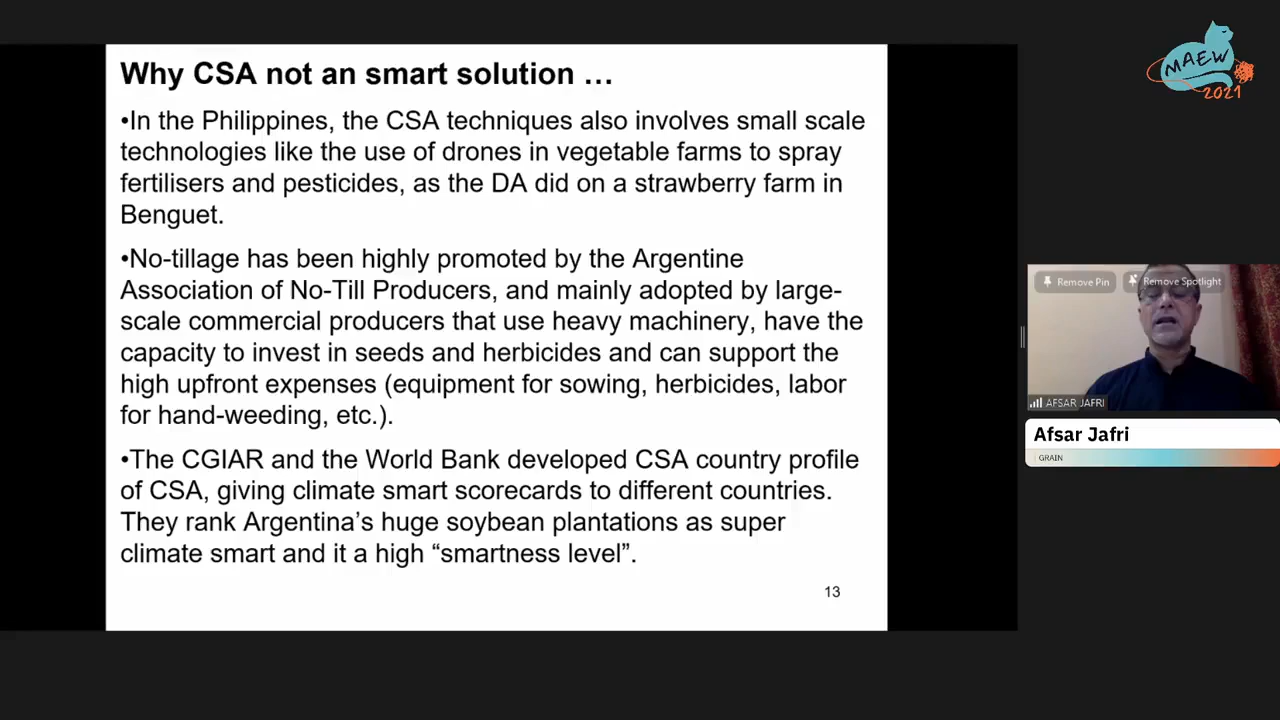 Why CSA not an smart solution …
•In the Philippines, the CSA techniques also involves small scale
technologies like the use of drones in vegetable farms to spray
fertilisers and pesticides, as the DA did on a strawberry farm in
Benguet.
•No-tillage has been highly promoted by the Argentine
Association of No-Till Producers, and mainly adopted by large-
scale commercial producers that use heavy machinery, have the
capacity to invest in seeds and herbicides and can support the
high upfront expenses (equipment for sowing, herbicides, labor
for hand-weeding, etc.).
•The CGIAR and the World Bank developed CSA country profile
of CSA, giving climate smart scorecards to different countries.
They rank Argentina’s huge soybean plantations as super
climate smart and it a high “smartness level”.
13
MAEW
2021
Remove Pin
Remove Spotlight
AFSAR JAFRI
Afsar Jafri
GRAIN